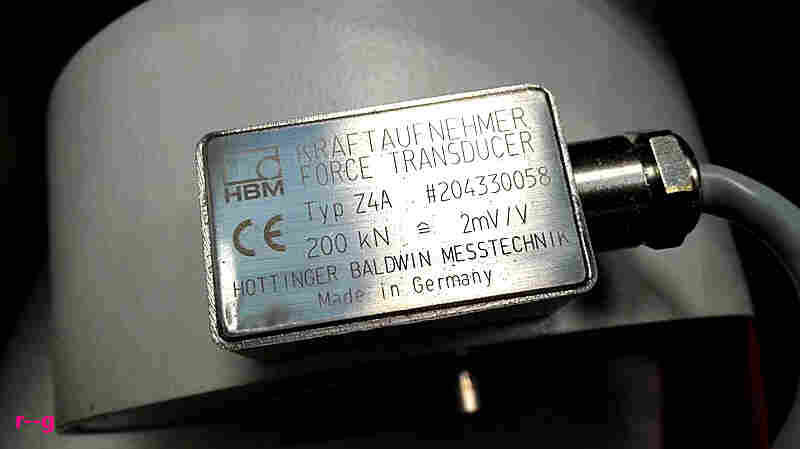 KRAFTAUFNEHMER
FORCE TRANSDUCER
HBM
Typ Z4A #204330058
CE 200 kN ≙ 2mV/V
HOTTINGER BALDWIN MESSTECHNIK
Made in Germany
r--g